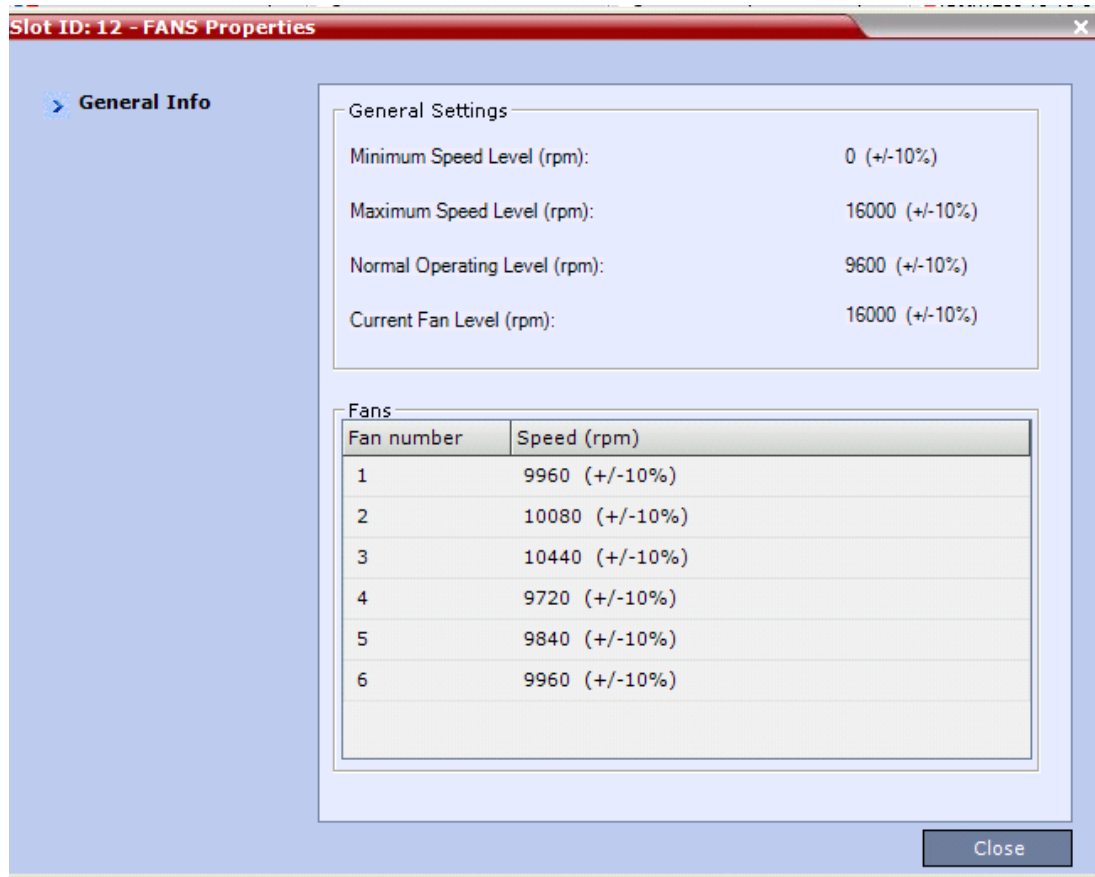 Slot ID: 12 - FANS Properties
General Info
General Settings
Minimum Speed Level (rpm): 0 (+/-10%)
Maximum Speed Level (rpm): 16000 (+/-10%)
Normal Operating Level (rpm): 9600 (+/-10%)
Current Fan Level (rpm): 16000 (+/-10%)
Fans
Fan number Speed (rpm)
1 9960 (+/-10%)
2 10080 (+/-10%)
3 10440 (+/-10%)
4 9720 (+/-10%)
5 9840 (+/-10%)
6 9960 (+/-10%)
Close